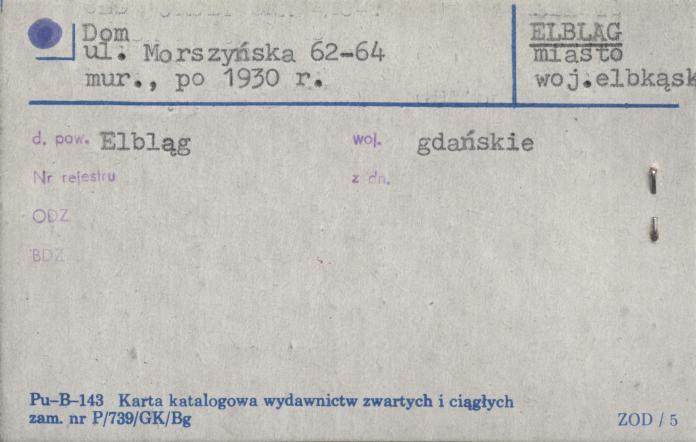 Dom
ul. Morszyńska 62-64
mur., po 1930 r.
ELBLĄG
miasto
woj.elbkąsk
d. pow. Elbląg woj. gdańskie
Nr rejestru z dn.
ODZ
BDZ
Pu-B-143 Karta katalogowa wydawnictw zwartych i ciągłych
zam. nr P/739/GK/Bg
ZOD / 5